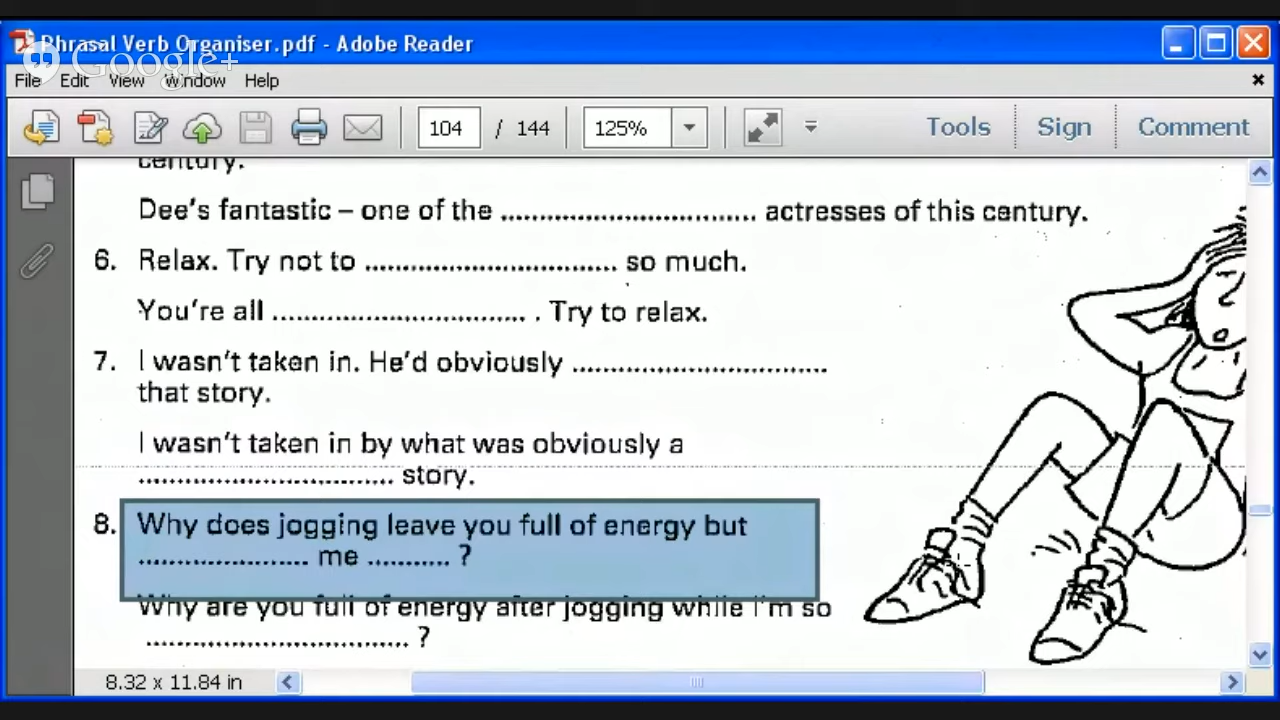 Phrasal Verb Organiser.pdf - Adobe Reader
Google+
File Edit View Window Help
104 / 144 125% Tools Sign Comment
century.
Dee's fantastic – one of the ................................. actresses of this century.
6. Relax. Try not to ................................. so much.
You're all ................................. . Try to relax.
7. I wasn't taken in. He'd obviously .................................
that story.
I wasn't taken in by what was obviously a
................................. story.
8. Why does jogging leave you full of energy but
...................... me ........... ?
Why are you full of energy after jogging while I'm so
.................................. ?
8.32 x 11.84 in